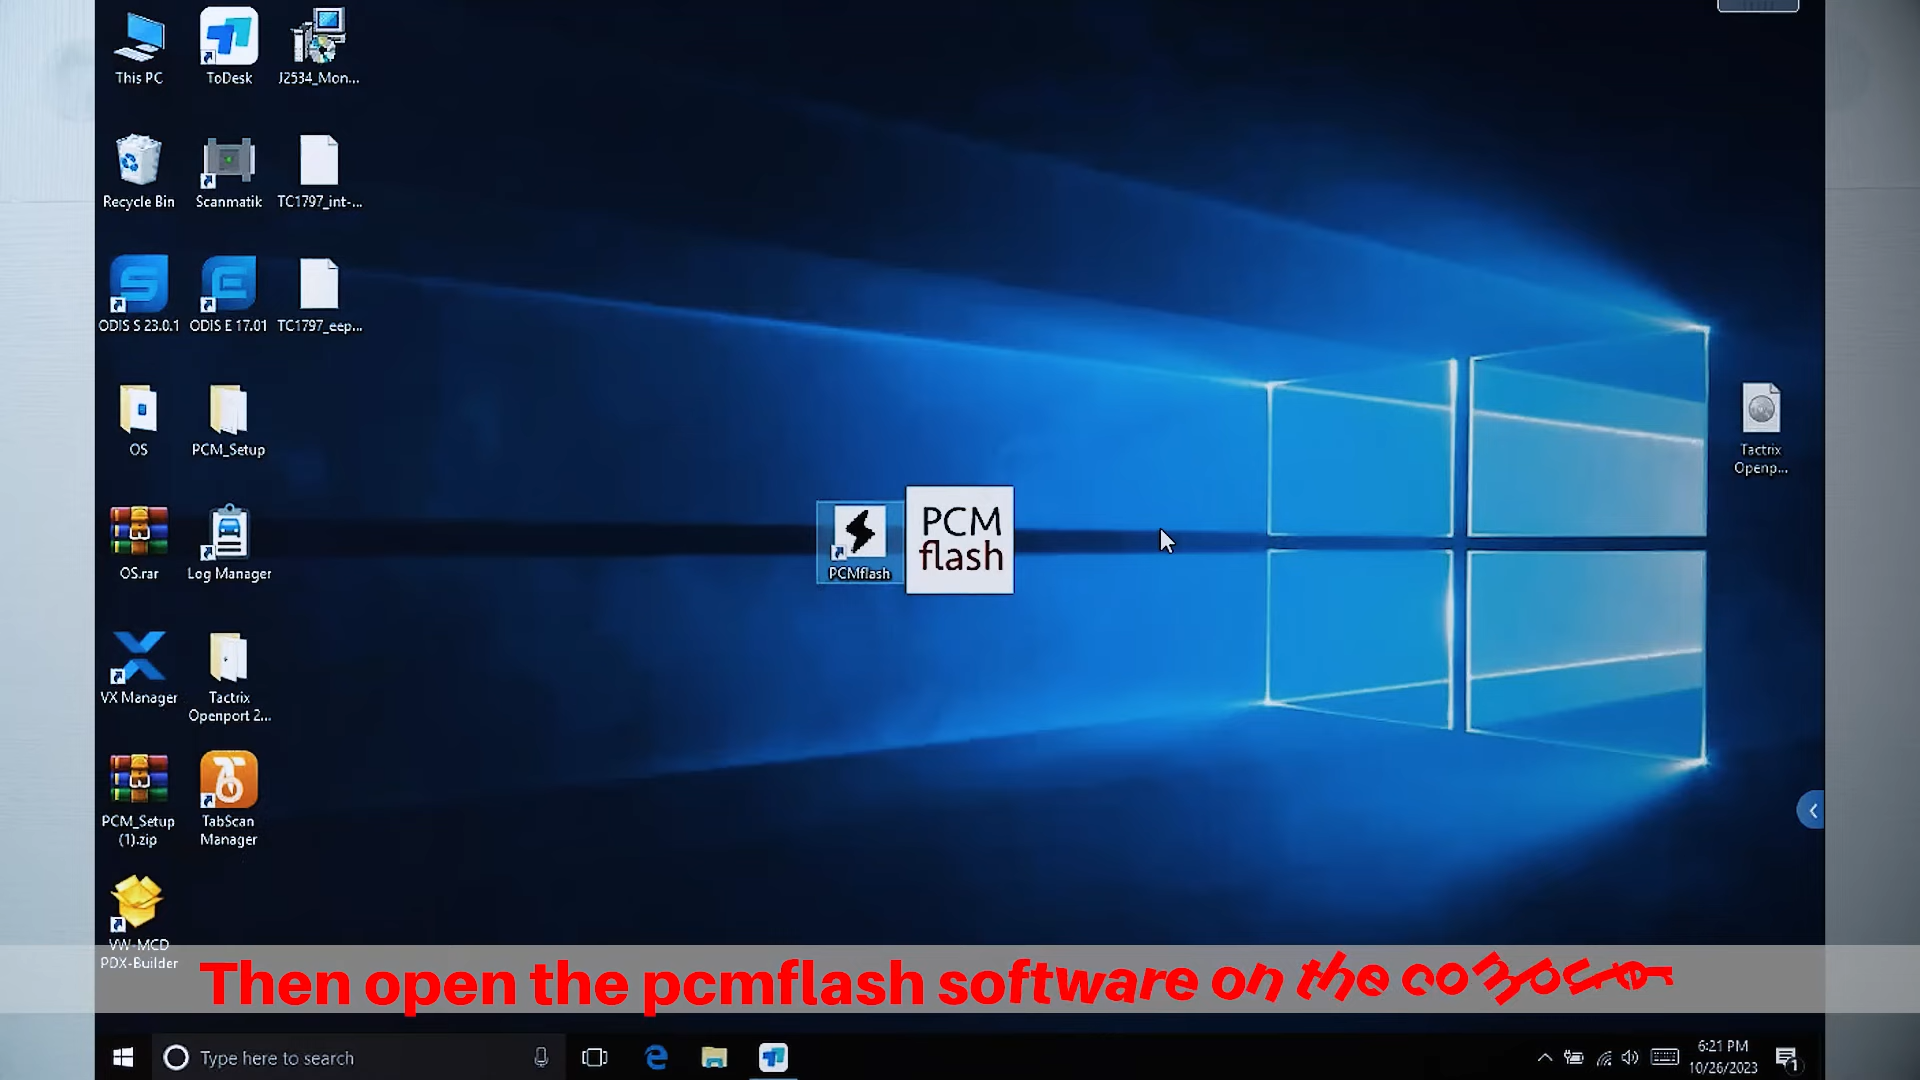 This PC
ToDesk
J2534_Mon...
Recycle Bin
Scanmatik
TC1797_int-...
ODIS S 23.0.1
ODIS E 17.01
TC1797_eep...
OS
PCM_Setup
Tactrix
Openp...
PCM
flash
PCMflash
OS.rar
Log Manager
VX Manager
Tactrix
Openport 2...
PCM_Setup
(1).zip
TabScan
Manager
VW-MCD
PDX-Builder
Then open the pcmflash software on the computer
Type here to search
6:21 PM
10/26/2023
1